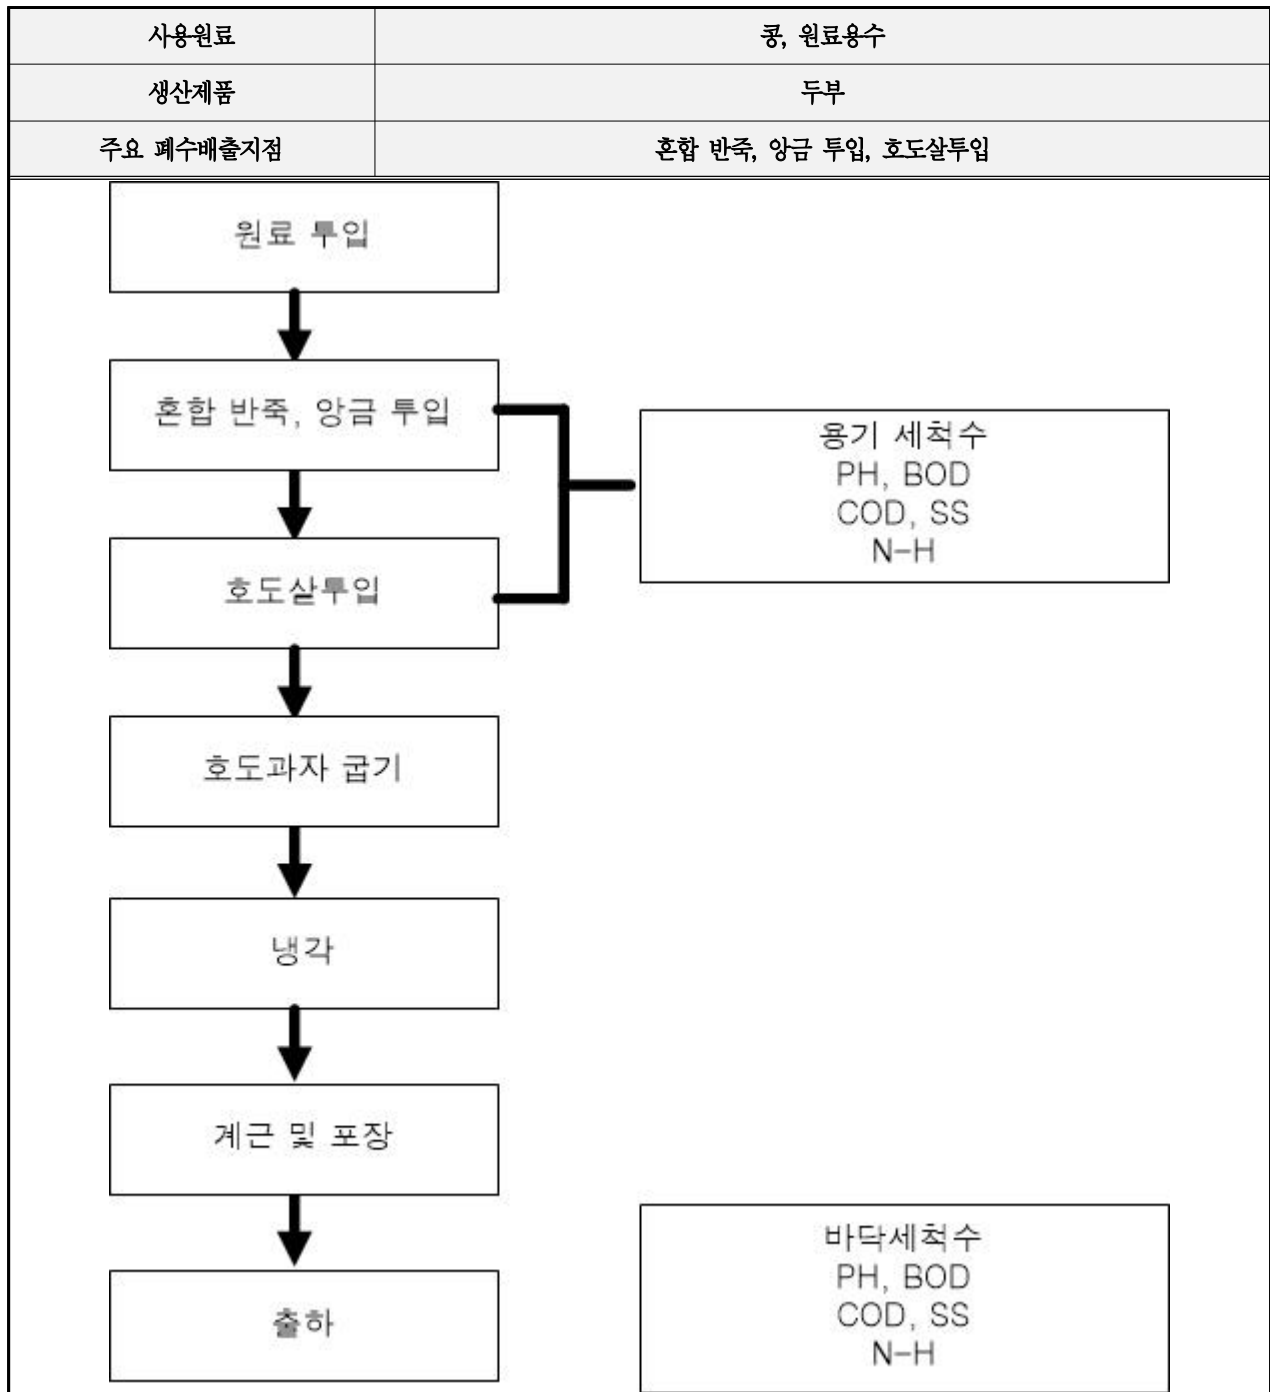 사용원료 콩, 원료용수
생산제품 두부
주요 폐수배출지점 혼합 반죽, 앙금 투입, 호도살투입
원료 투입
혼합 반죽, 앙금 투입
용기 세척수
PH, BOD
COD, SS
N-H
호도살투입
호도과자 굽기
냉각
계근 및 포장
바닥세척수
PH, BOD
COD, SS
N-H
출하